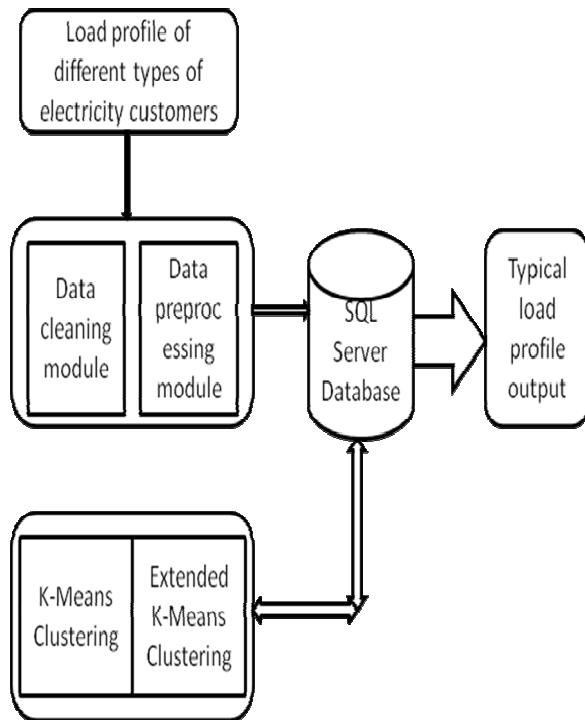 Load profile of
different types of
electricity customers
Data
cleaning
module
Data
preproc
essing
module
SQL
Server
Database
Typical
load
profile
output
K-Means
Clustering
Extended
K-Means
Clustering